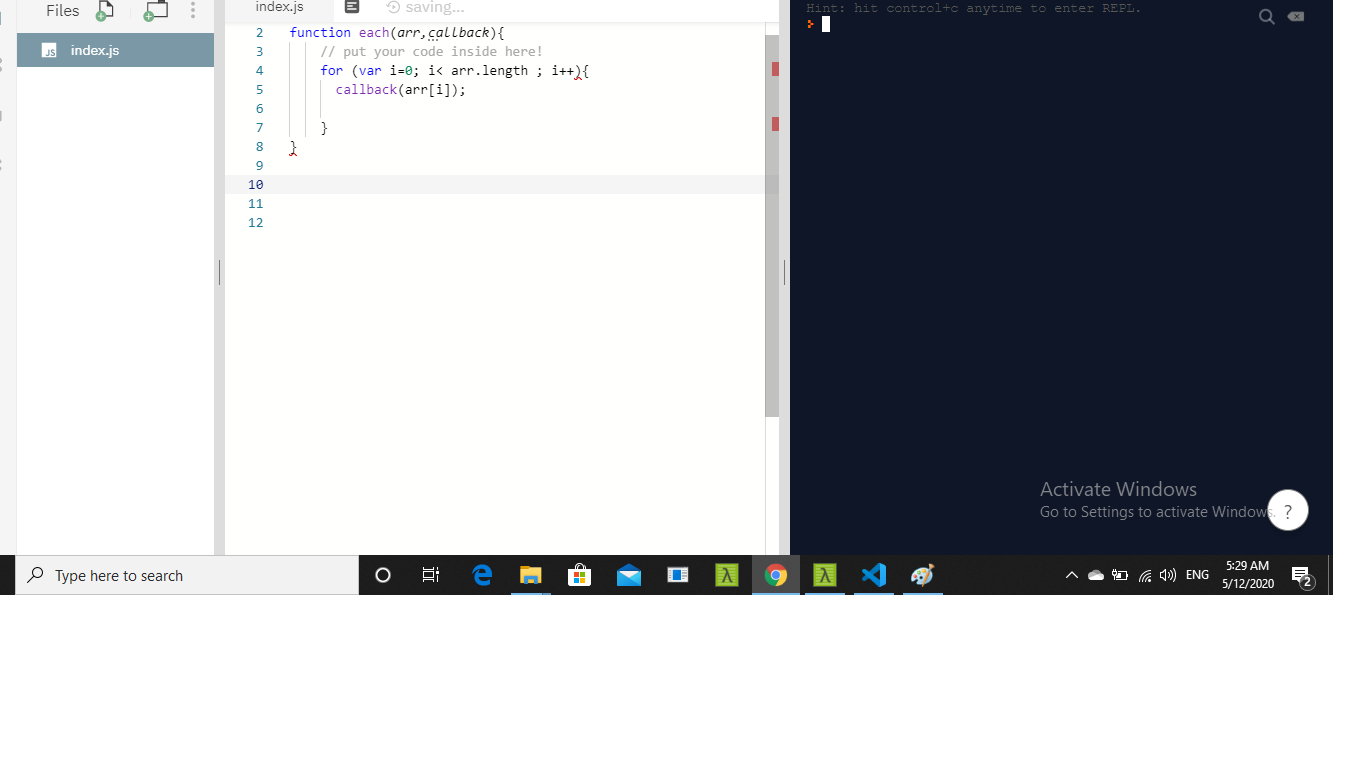 Files
index.js
index.js
saving...
2 function each(arr,callback){
3 // put your code inside here!
4 for (var i=0; i< arr.length ; i++){
5 callback(arr[i]);
6
7 }
8 }
9
10
11
12
Hint: hit control+c anytime to enter REPL.
Activate Windows
Go to Settings to activate Windows.
?
Type here to search
ENG
5:29 AM
5/12/2020
2